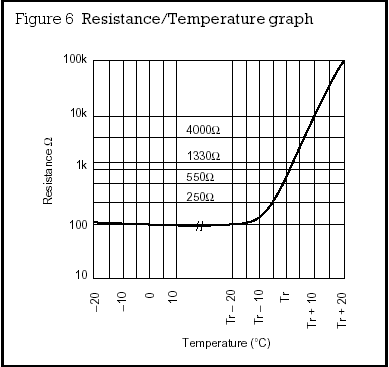 Figure 6 Resistance/Temperature graph
100k
10k
4000Ω
1330Ω
1k
550Ω
250Ω
100
10
Resistance Ω
–20
–10
0
10
Tr – 20
Tr – 10
Tr
Tr + 10
Tr + 20
Temperature (°C)